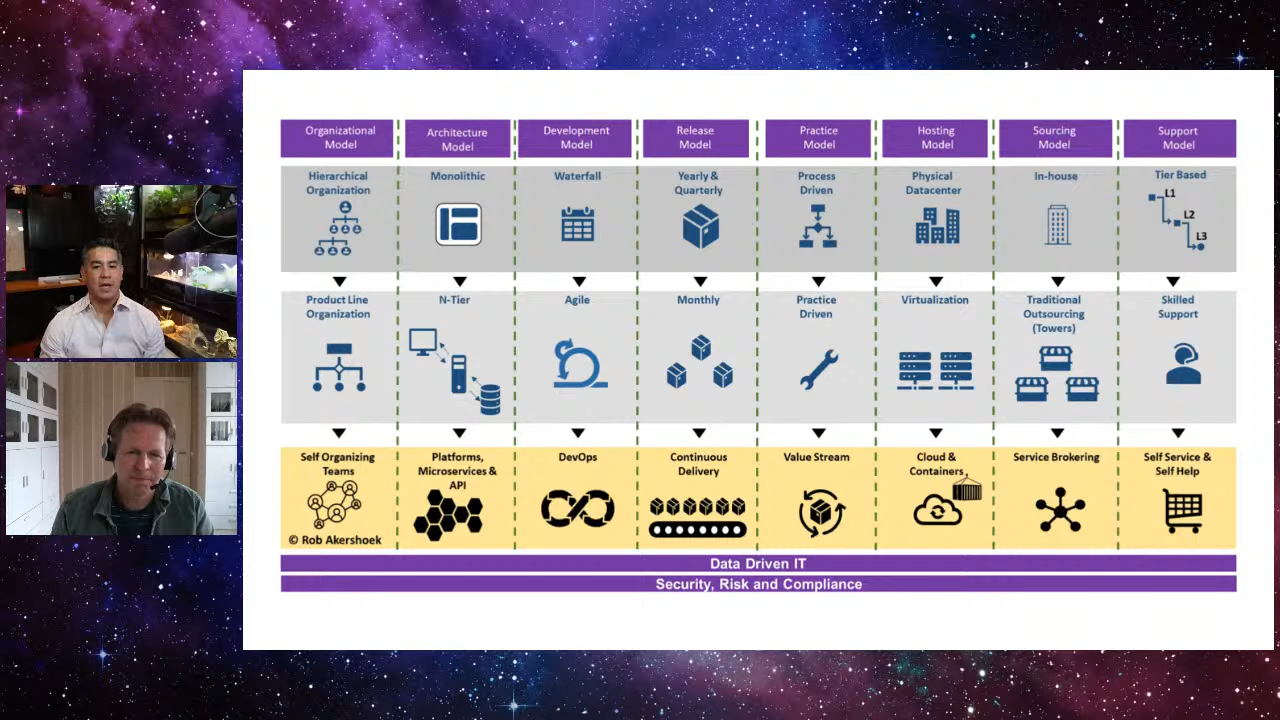 Organizational
Model
Architecture
Model
Development
Model
Release
Model
Practice
Model
Hosting
Model
Sourcing
Model
Support
Model
Hierarchical
Organization
Monolithic
Waterfall
Yearly &
Quarterly
Process
Driven
Physical
Datacenter
In-house
Tier Based
L1
L2
L3
Product Line
Organization
N-Tier
Agile
Monthly
Practice
Driven
Virtualization
Traditional
Outsourcing
(Towers)
Skilled
Support
Self Organizing
Teams
Platforms,
Microservices &
API
DevOps
Continuous
Delivery
Value Stream
Cloud &
Containers
Service Brokering
Self Service &
Self Help
© Rob Akershoek
Data Driven IT
Security, Risk and Compliance